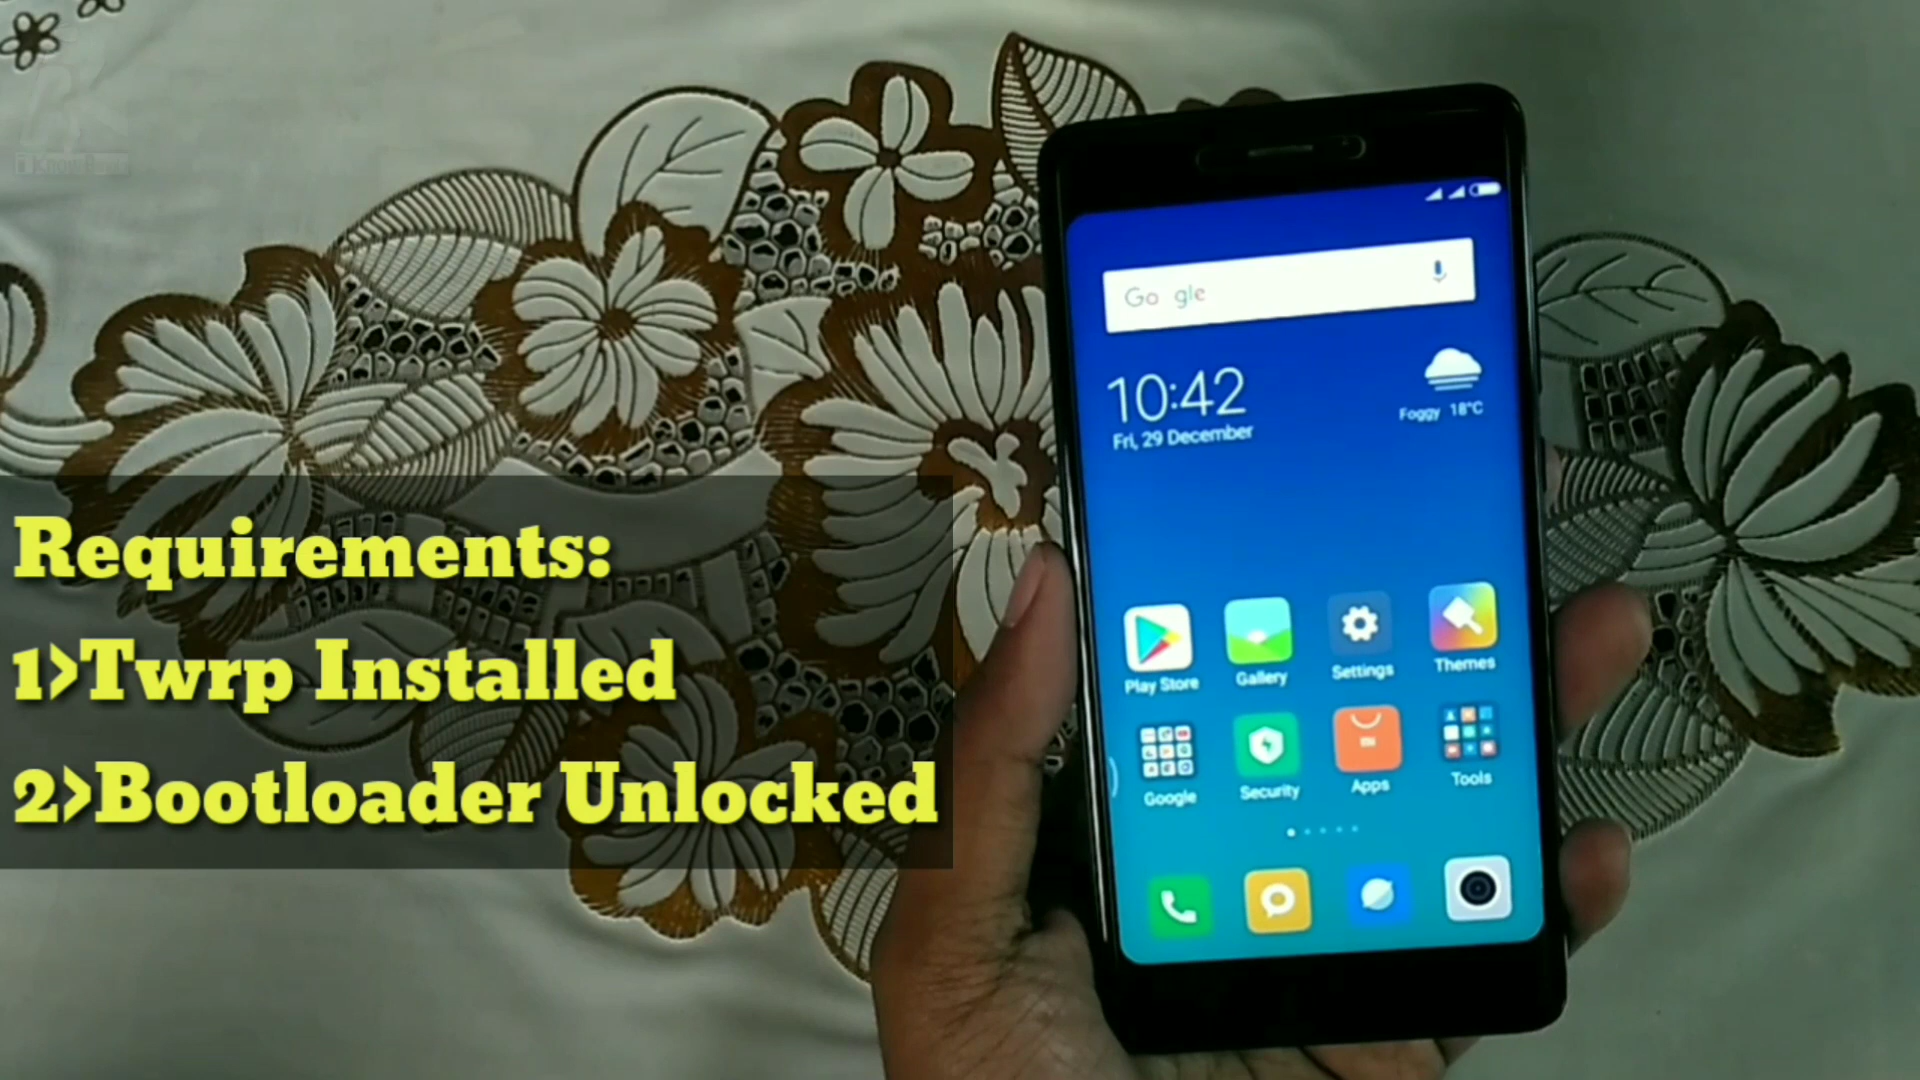 Requirements:
1>Twrp Installed
2>Bootloader Unlocked
Go gle
10:42
Fri, 29 December
Foggy 18°C
Play Store
Gallery
Settings
Themes
Google
Security
mi
Apps
Tools